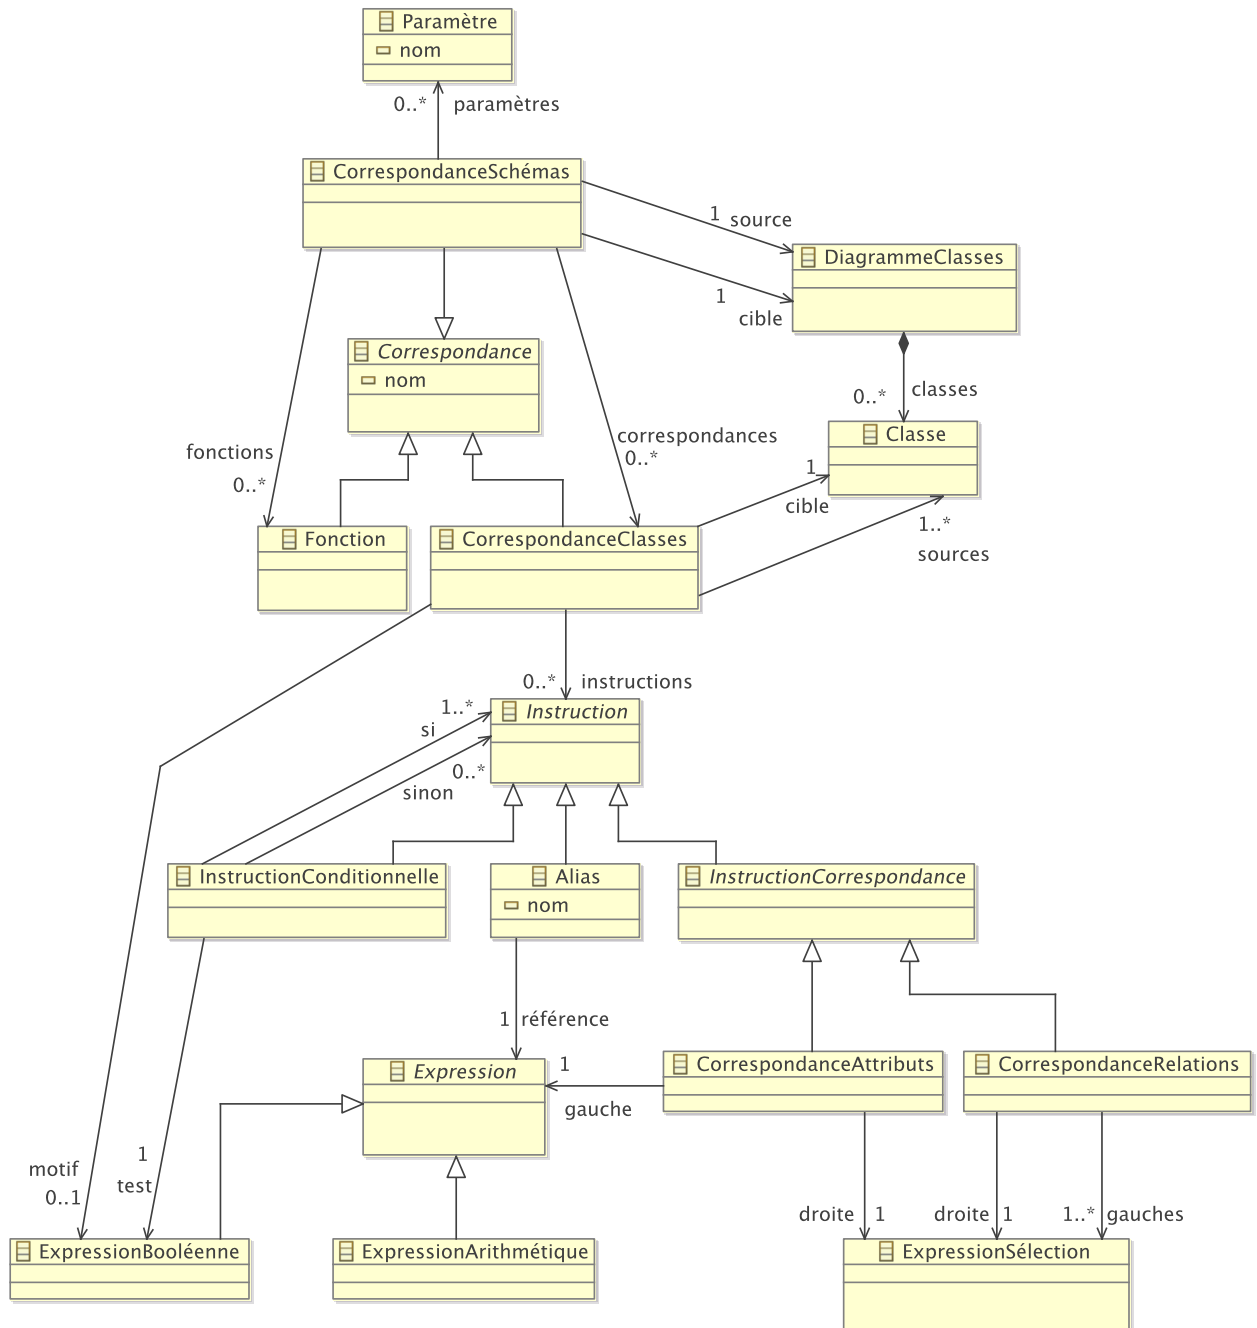 Paramètre
nom
0..* paramètres
CorrespondanceSchémas
1 source
DiagrammeClasses
1
cible
Correspondance
nom
0..* classes
Classe
fonctions
0..*
correspondances
0..*
1
cible
1..*
sources
Fonction
CorrespondanceClasses
0..* instructions
1..*
si
Instruction
0..*
sinon
InstructionConditionnelle
Alias
nom
InstructionCorrespondance
1 référence
Expression
1
gauche
CorrespondanceAttributs
CorrespondanceRelations
motif
0..1
1
test
droite 1
droite 1
1..* gauches
ExpressionBooléenne
ExpressionArithmétique
ExpressionSélection